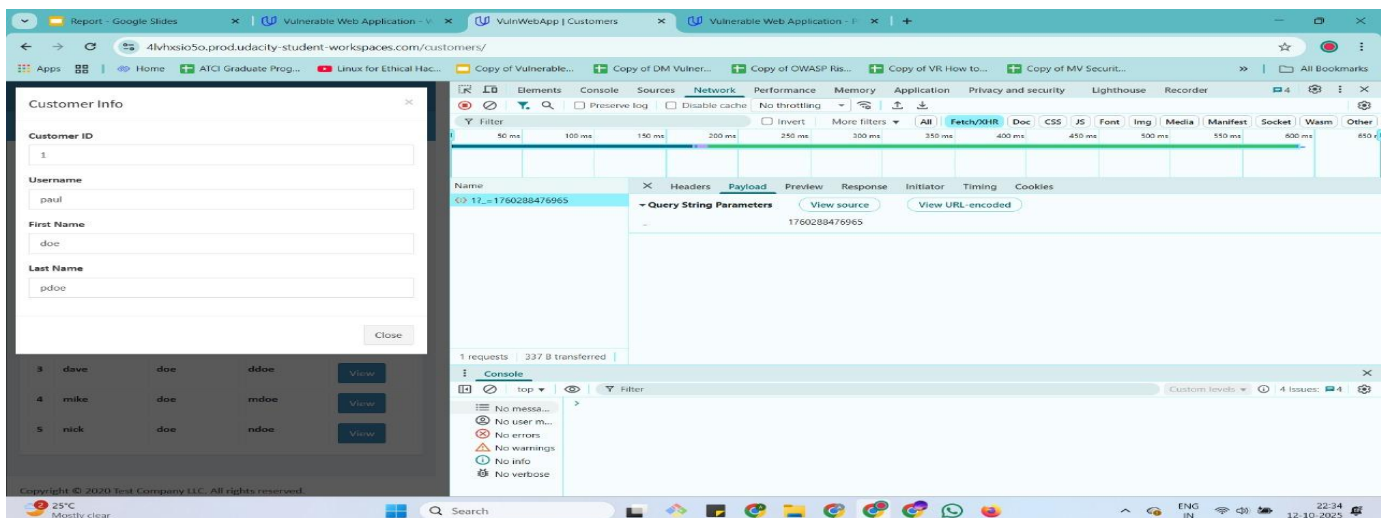 Report - Google Slides
Vulnerable Web Application - V
VulnWebApp | Customers
Vulnerable Web Application - P
4lvhxsio5o.prod.udacity-student-workspaces.com/customers/
Apps
Home
ATCI Graduate Prog...
Linux for Ethical Hac...
Copy of Vulnerable...
Copy of DM Vulner...
Copy of OWASP Ris...
Copy of VR How to...
Copy of MV Securit...
All Bookmarks
Customer Info
Customer ID
1
Username
paul
First Name
doe
Last Name
pdoe
Close
3 dave doe ddoe View
4 mike doe mdoe View
5 nick doe ndoe View
Copyright © 2020 Test Company LLC. All rights reserved.
Elements Console Sources Network Performance Memory Application Privacy and security Lighthouse Recorder 4
Preserve log Disable cache No throttling
Filter Invert More filters All Fetch/XHR Doc CSS JS Font Img Media Manifest Socket Wasm Other
50 ms 100 ms 150 ms 200 ms 250 ms 300 ms 350 ms 400 ms 450 ms 500 ms 550 ms 600 ms 650
Name Headers Payload Preview Response Initiator Timing Cookies
1?_=1760288476965
Query String Parameters View source View URL-encoded
_ 1760288476965
1 requests 337 B transferred
Console
top Filter Custom levels 4 Issues: 4
No messa...
No user m...
No errors
No warnings
No info
No verbose
2 25°C
Mostly clear
Search
ENG
IN
22:34
12-10-2025